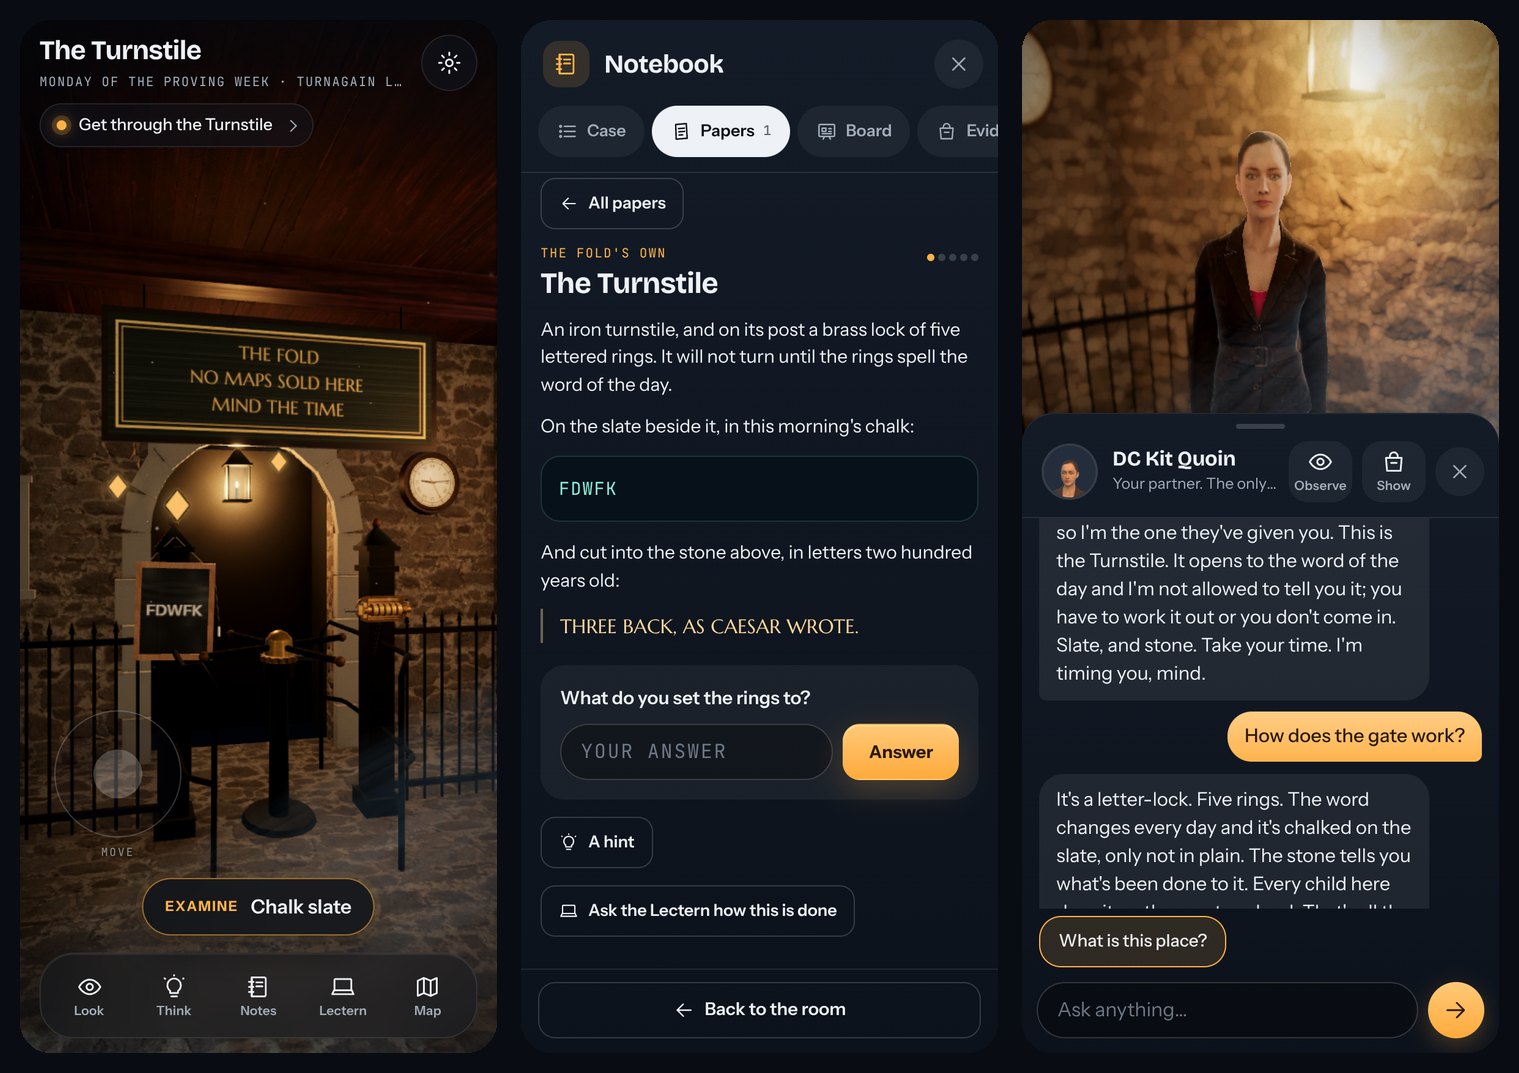 The Turnstile
MONDAY OF THE PROVING WEEK · TURNAGAIN L…
Get through the Turnstile
THE FOLD
NO MAPS SOLD HERE
MIND THE TIME
FDWFK
MOVE
EXAMINE Chalk slate
Look Think Notes Lectern Map
Notebook
Case Papers 1 Board Evid
All papers
THE FOLD'S OWN
The Turnstile
An iron turnstile, and on its post a brass lock of five
lettered rings. It will not turn until the rings spell the
word of the day.
On the slate beside it, in this morning's chalk:
FDWFK
And cut into the stone above, in letters two hundred
years old:
THREE BACK, AS CAESAR WROTE.
What do you set the rings to?
YOUR ANSWER Answer
A hint
Ask the Lectern how this is done
Back to the room
DC Kit Quoin
Your partner. The only…
Observe Show
so I'm the one they've given you. This is
the Turnstile. It opens to the word of the
day and I'm not allowed to tell you it; you
have to work it out or you don't come in.
Slate, and stone. Take your time. I'm
timing you, mind.
How does the gate work?
It's a letter-lock. Five rings. The word
changes every day and it's chalked on the
slate, only not in plain. The stone tells you
what's been done to it. Every child here
What is this place?
Ask anything…